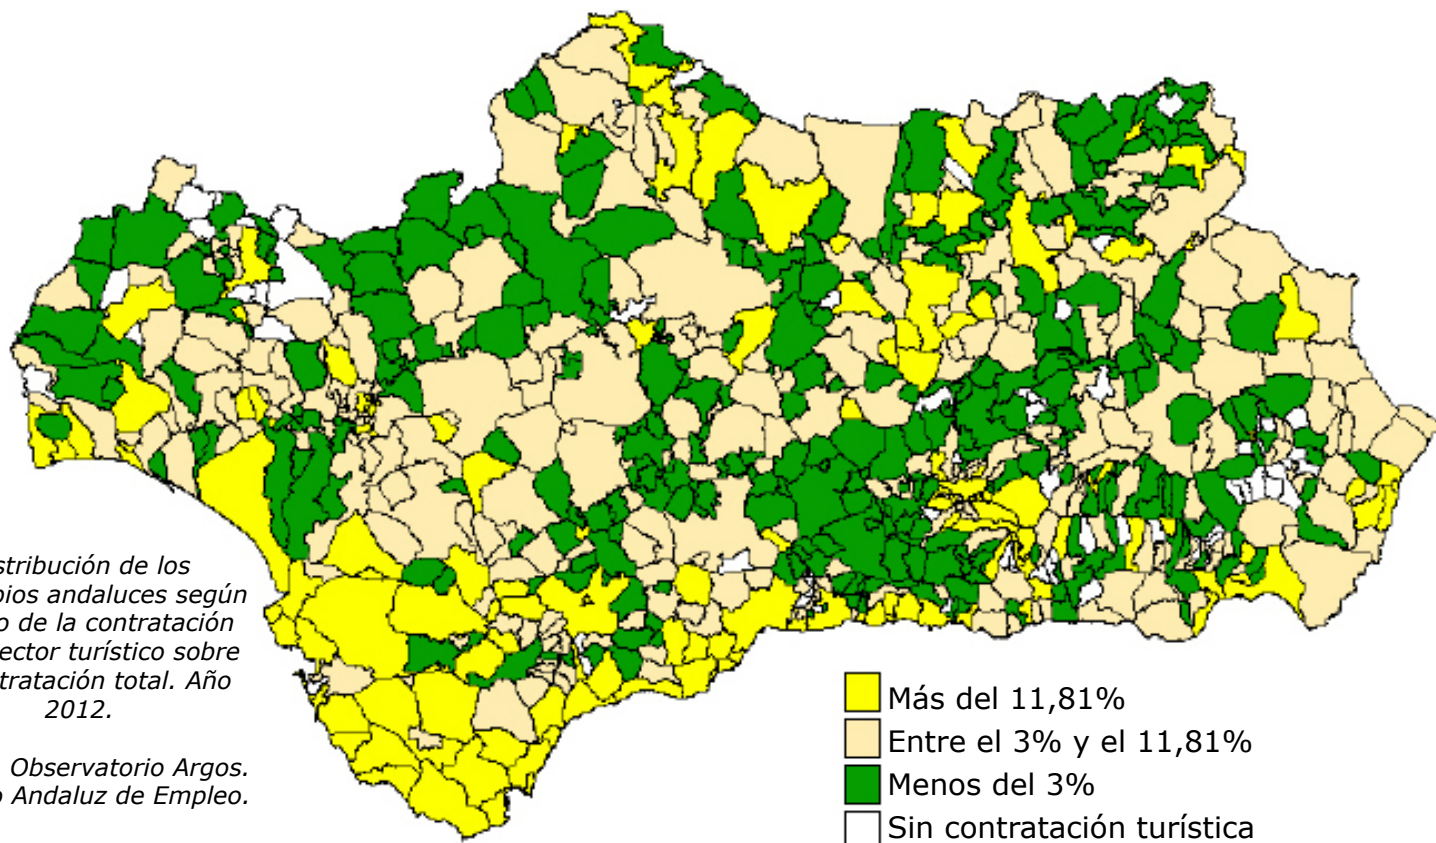 stribución de los
pios andaluces según
o de la contratación
ector turístico sobre
tratación total. Año
2012.
Observatorio Argos.
o Andaluz de Empleo.
Más del 11,81%
Entre el 3% y el 11,81%
Menos del 3%
Sin contratación turística